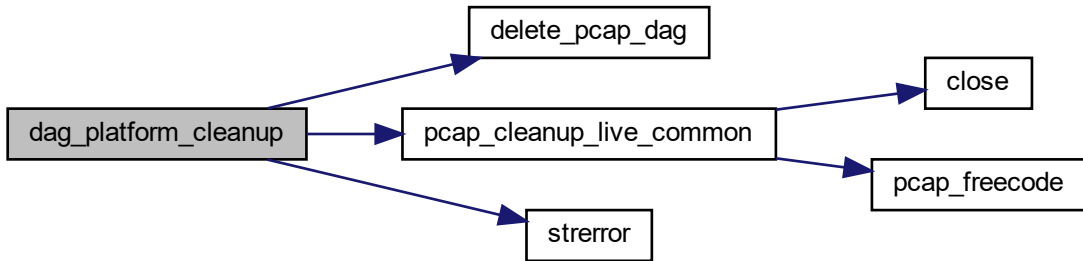 dag_platform_cleanup
delete_pcap_dag
pcap_cleanup_live_common
close
pcap_freecode
strerror